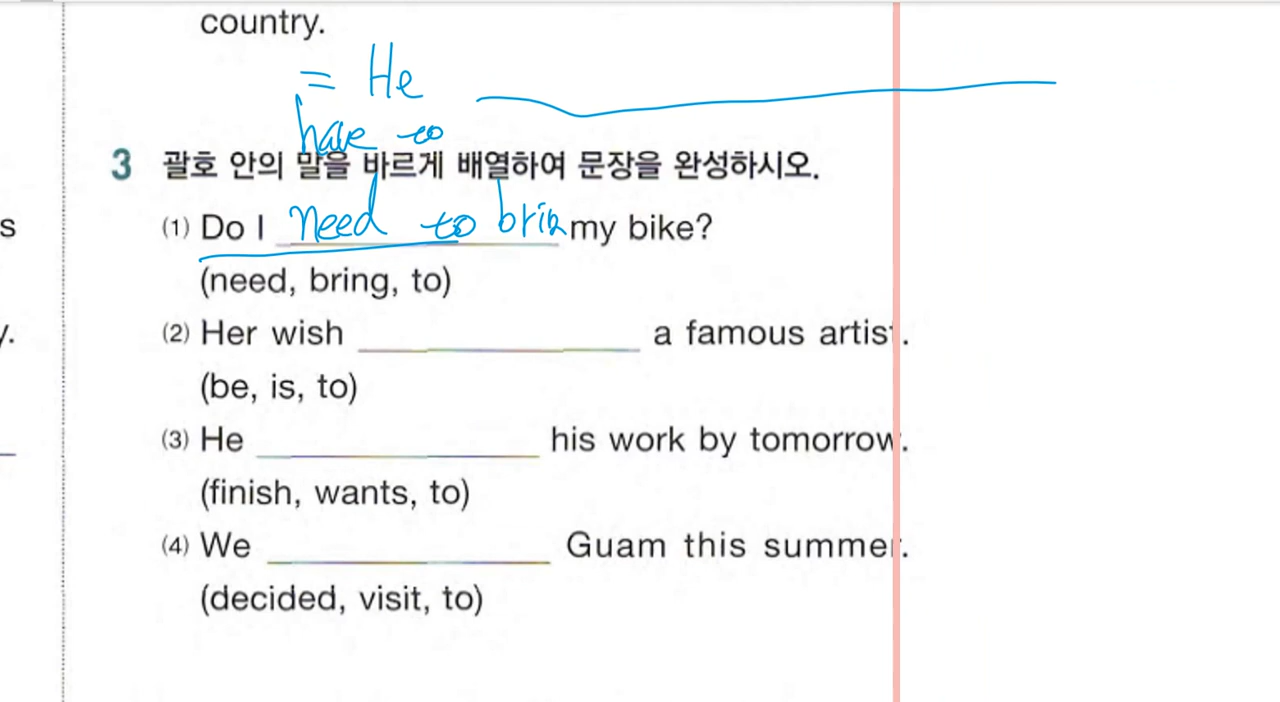 country.
= He
have to
3 괄호 안의 말을 바르게 배열하여 문장을 완성하시오.
s
(1) Do I need to brin my bike?
(need, bring, to)
y.
(2) Her wish a famous artist.
(be, is, to)
(3) He his work by tomorrow.
(finish, wants, to)
(4) We Guam this summer.
(decided, visit, to)